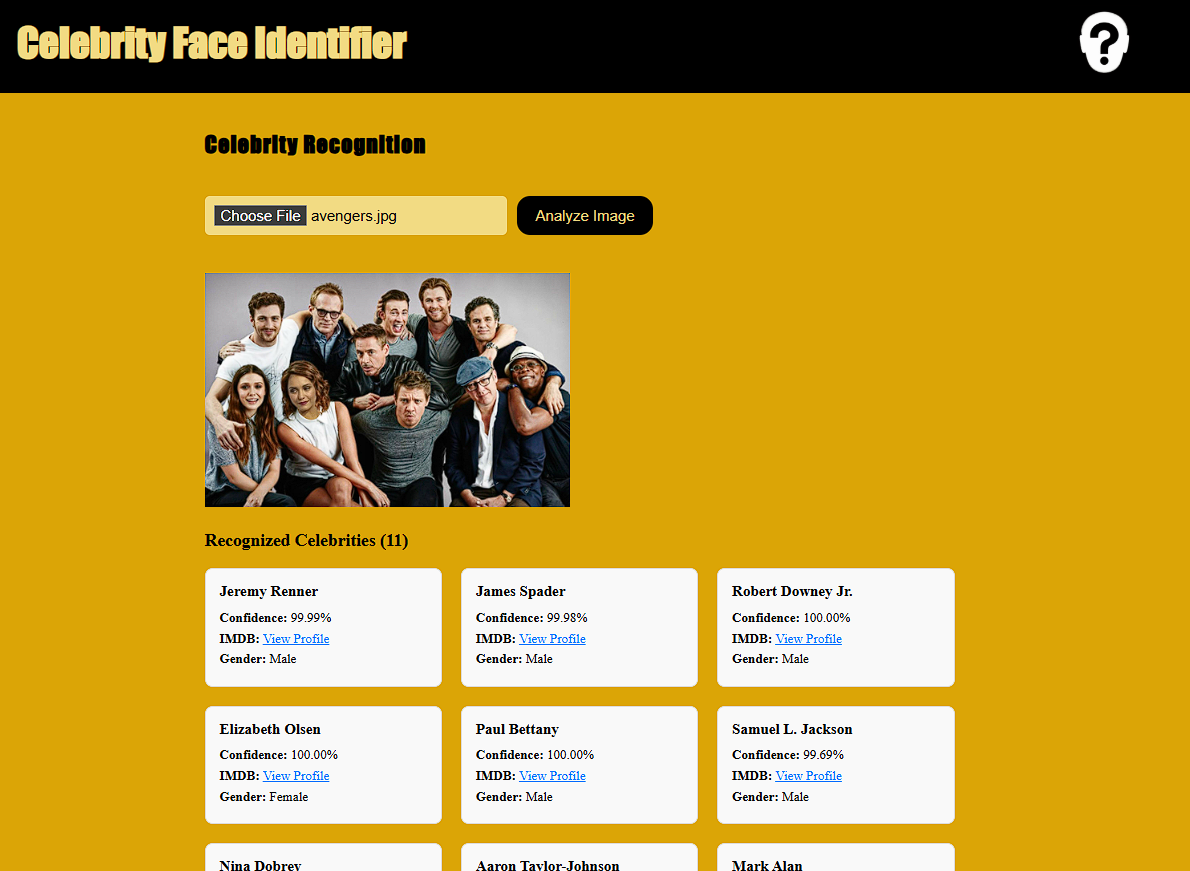 Celebrity Face Identifier
?
Celebrity Recognition
Choose File avengers.jpg
Analyze Image
Recognized Celebrities (11)
Jeremy Renner
Confidence: 99.99%
IMDB: View Profile
Gender: Male
James Spader
Confidence: 99.98%
IMDB: View Profile
Gender: Male
Robert Downey Jr.
Confidence: 100.00%
IMDB: View Profile
Gender: Male
Elizabeth Olsen
Confidence: 100.00%
IMDB: View Profile
Gender: Female
Paul Bettany
Confidence: 100.00%
IMDB: View Profile
Gender: Male
Samuel L. Jackson
Confidence: 99.69%
IMDB: View Profile
Gender: Male
Nina Dobrev
Aaron Taylor-Johnson
Mark Alan